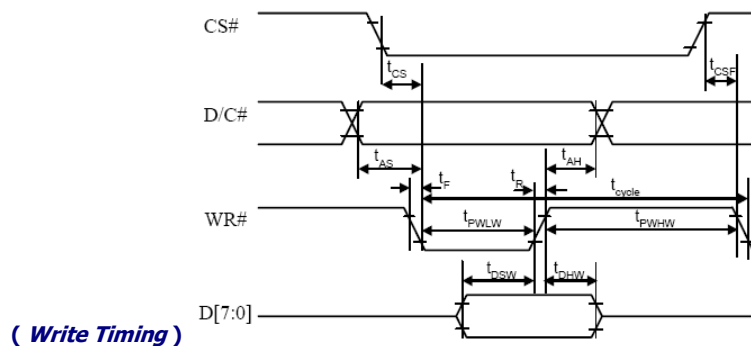 CS#
tCS
tCSF
D/C#
tAS
tAH
tF
tR
tcycle
WR#
tPWLW
tPWHW
tDSW
tDHW
D[7:0]
( Write Timing )